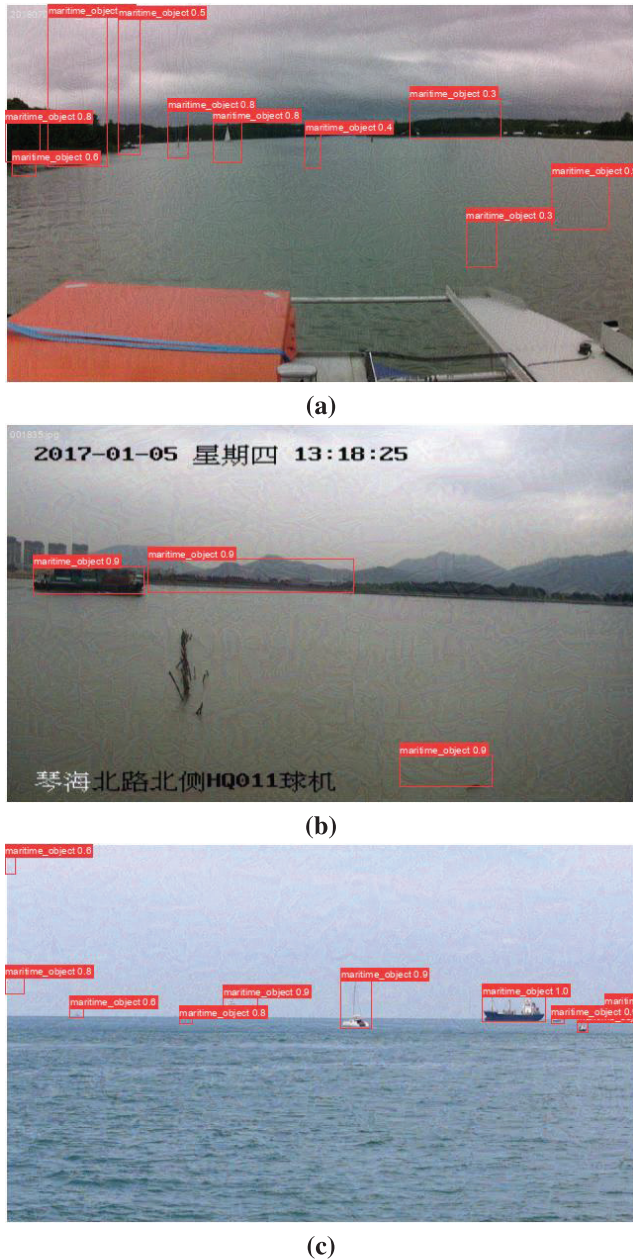 maritime_object
maritime_object 0.5
maritime_object 0.3
maritime_object 0.8
maritime_object 0.8
maritime_object 0.8
maritime_object 0.4
maritime_object 0.6
maritime_object 0.3
(a)
001835.jpg
2017-01-05 星期四 13:18:25
maritime_object 0.9
maritime_object 0.9
maritime_object 0.9
琴海北路北侧HQ011球机
(b)
maritime_object 0.6
maritime_object 0.8
maritime_object 0.9
maritime_object 0.9
maritime_object 1.0
maritime_object 0.6
maritime_object 0.8
(c)